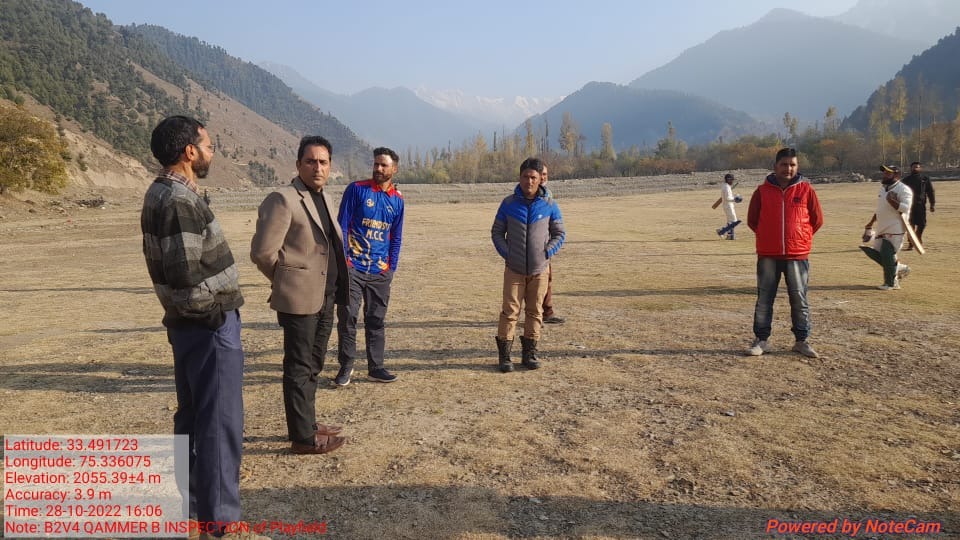 FRIENDS
M.C.C
Latitude: 33.491723
Longitude: 75.336075
Elevation: 2055.39±4 m
Accuracy: 3.9 m
Time: 28-10-2022 16:06
Note: B2V4 QAMMER B INSPECTION of Playfield
Powered by NoteCam